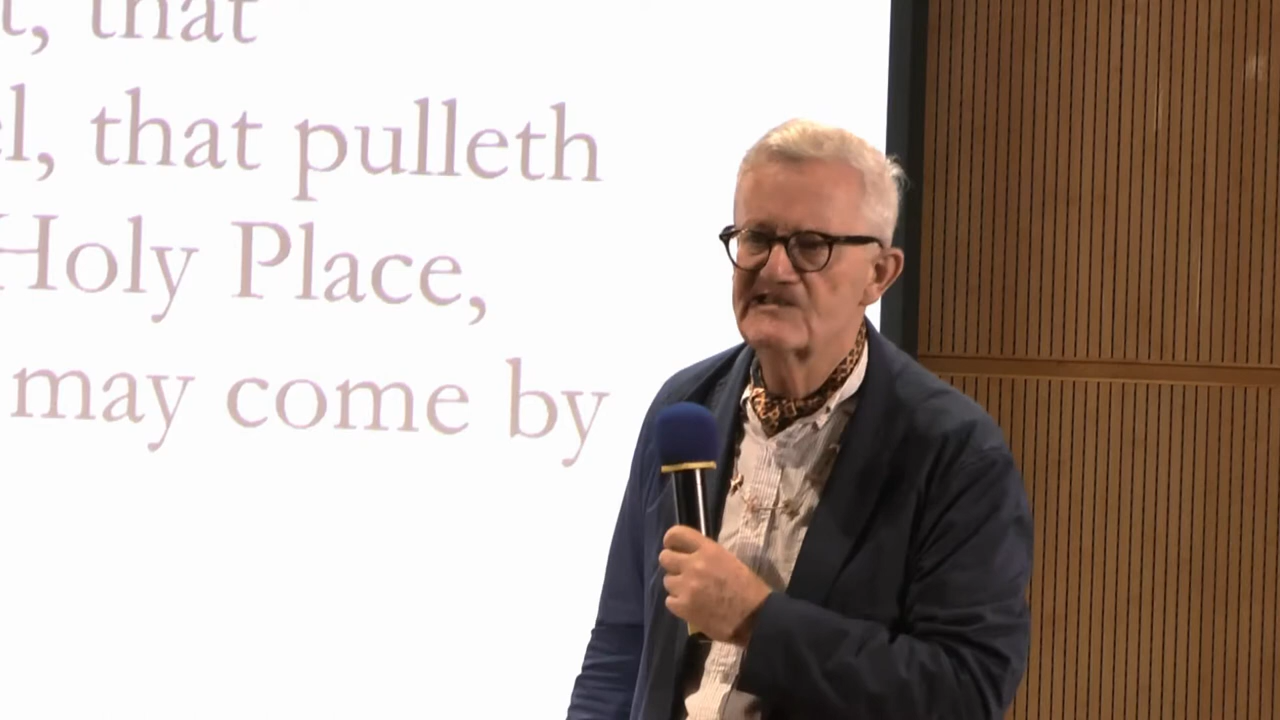 t, that
l, that pulleth
Holy Place,
may come by